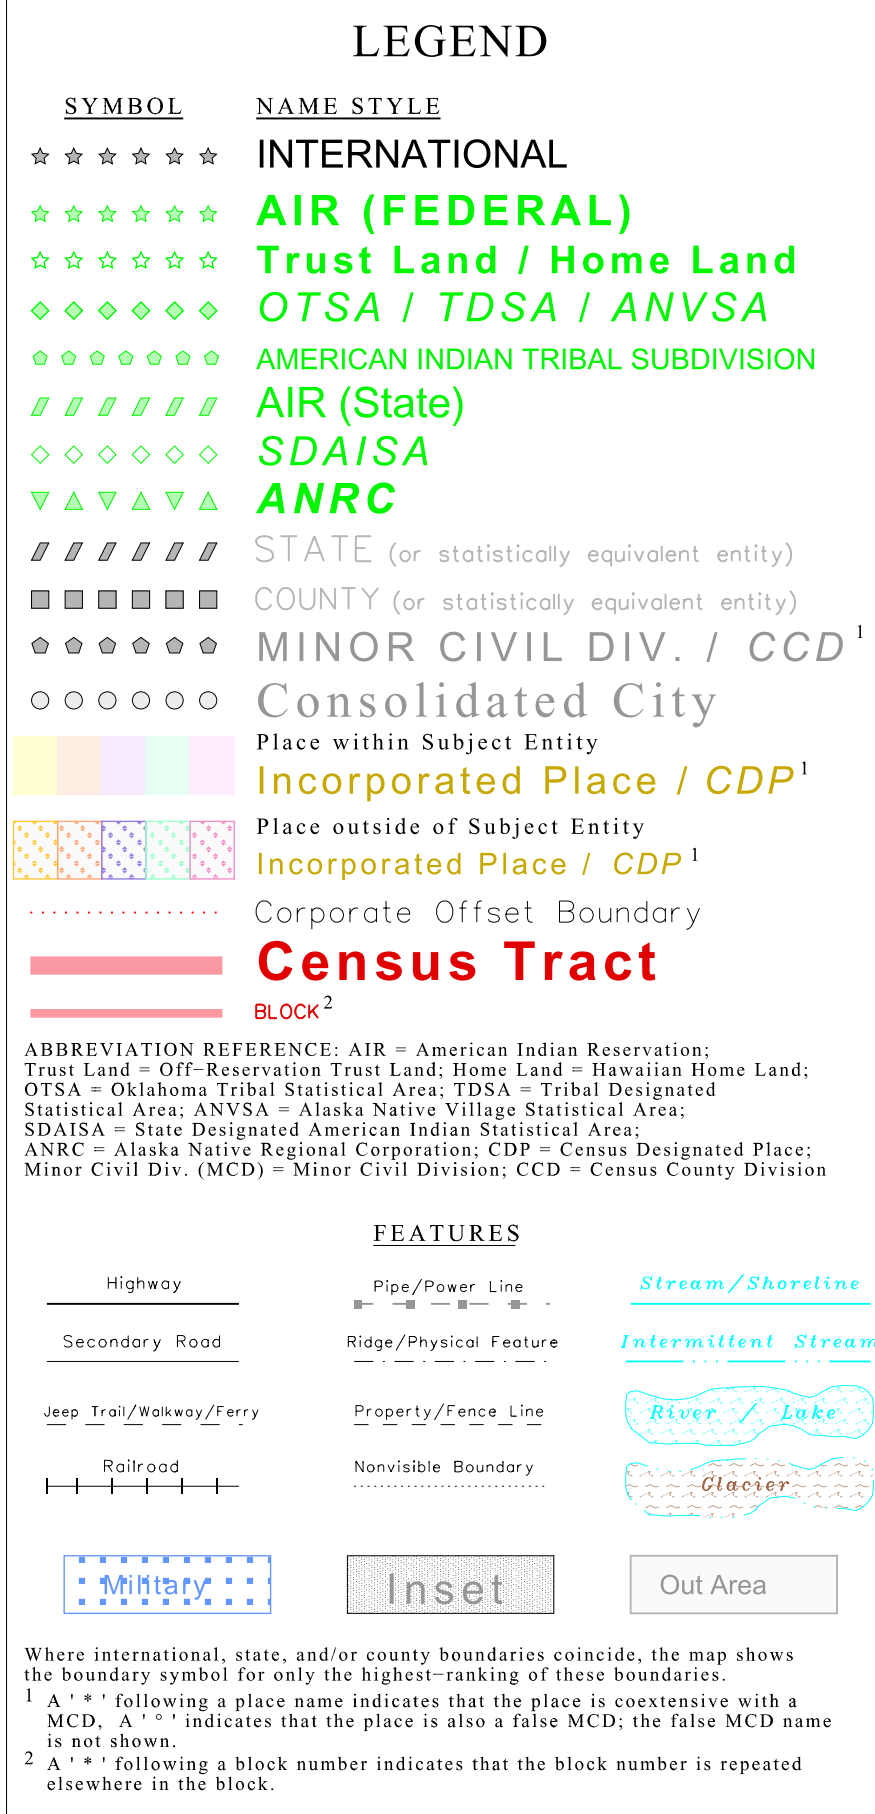 LEGEND
SYMBOL NAME STYLE
INTERNATIONAL
AIR (FEDERAL)
Trust Land / Home Land
OTSA / TDSA / ANVSA
AMERICAN INDIAN TRIBAL SUBDIVISION
AIR (State)
SDAISA
ANRC
STATE (or statistically equivalent entity)
COUNTY (or statistically equivalent entity)
MINOR CIVIL DIV. / CCD 1
Consolidated City
Place within Subject Entity
Incorporated Place / CDP 1
Place outside of Subject Entity
Incorporated Place / CDP 1
Corporate Offset Boundary
Census Tract
BLOCK 2
ABBREVIATION REFERENCE: AIR = American Indian Reservation;
Trust Land = Off−Reservation Trust Land; Home Land = Hawaiian Home Land;
OTSA = Oklahoma Tribal Statistical Area; TDSA = Tribal Designated
Statistical Area; ANVSA = Alaska Native Village Statistical Area;
SDAISA = State Designated American Indian Statistical Area;
ANRC = Alaska Native Regional Corporation; CDP = Census Designated Place;
Minor Civil Div. (MCD) = Minor Civil Division; CCD = Census County Division
FEATURES
Highway Pipe/Power Line Stream/Shoreline
Secondary Road Ridge/Physical Feature Intermittent Stream
Jeep Trail/Walkway/Ferry Property/Fence Line River / Lake
Railroad Nonvisible Boundary Glacier
Military Inset Out Area
Where international, state, and/or county boundaries coincide, the map shows
the boundary symbol for only the highest−ranking of these boundaries.
1 A ' * ' following a place name indicates that the place is coextensive with a
MCD, A ' ° ' indicates that the place is also a false MCD; the false MCD name
is not shown.
2 A ' * ' following a block number indicates that the block number is repeated
elsewhere in the block.